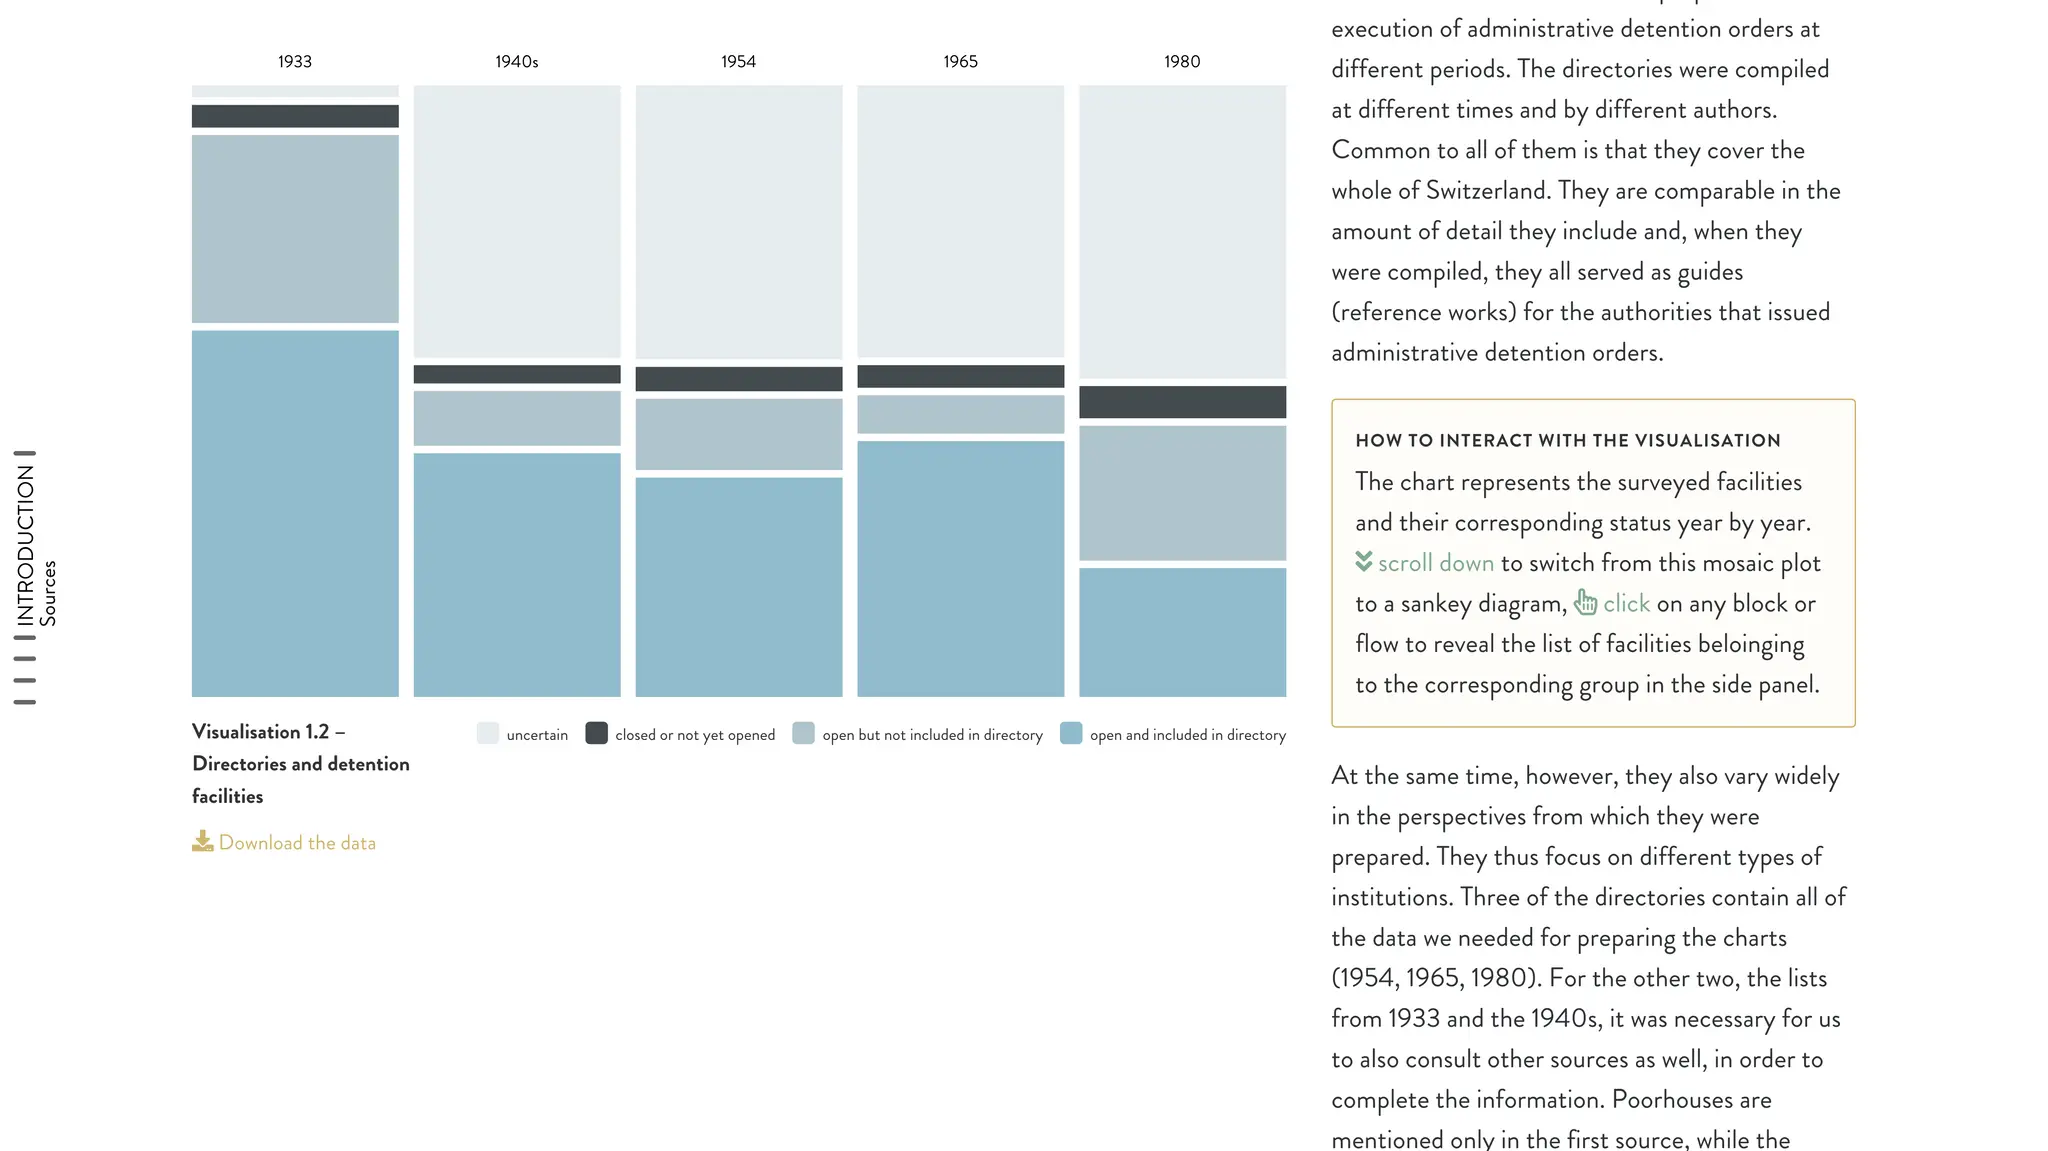 1933
1940s
1954
1965
1980
INTRODUCTION
Sources
Visualisation 1.2 –
Directories and detention
facilities
uncertain
closed or not yet opened
open but not included in directory
open and included in directory
Download the data
execution of administrative detention orders at
different periods. The directories were compiled
at different times and by different authors.
Common to all of them is that they cover the
whole of Switzerland. They are comparable in the
amount of detail they include and, when they
were compiled, they all served as guides
(reference works) for the authorities that issued
administrative detention orders.
HOW TO INTERACT WITH THE VISUALISATION
The chart represents the surveyed facilities
and their corresponding status year by year.
scroll down to switch from this mosaic plot
to a sankey diagram, click on any block or
flow to reveal the list of facilities beloinging
to the corresponding group in the side panel.
At the same time, however, they also vary widely
in the perspectives from which they were
prepared. They thus focus on different types of
institutions. Three of the directories contain all of
the data we needed for preparing the charts
(1954, 1965, 1980). For the other two, the lists
from 1933 and the 1940s, it was necessary for us
to also consult other sources as well, in order to
complete the information. Poorhouses are
mentioned only in the first source, while the